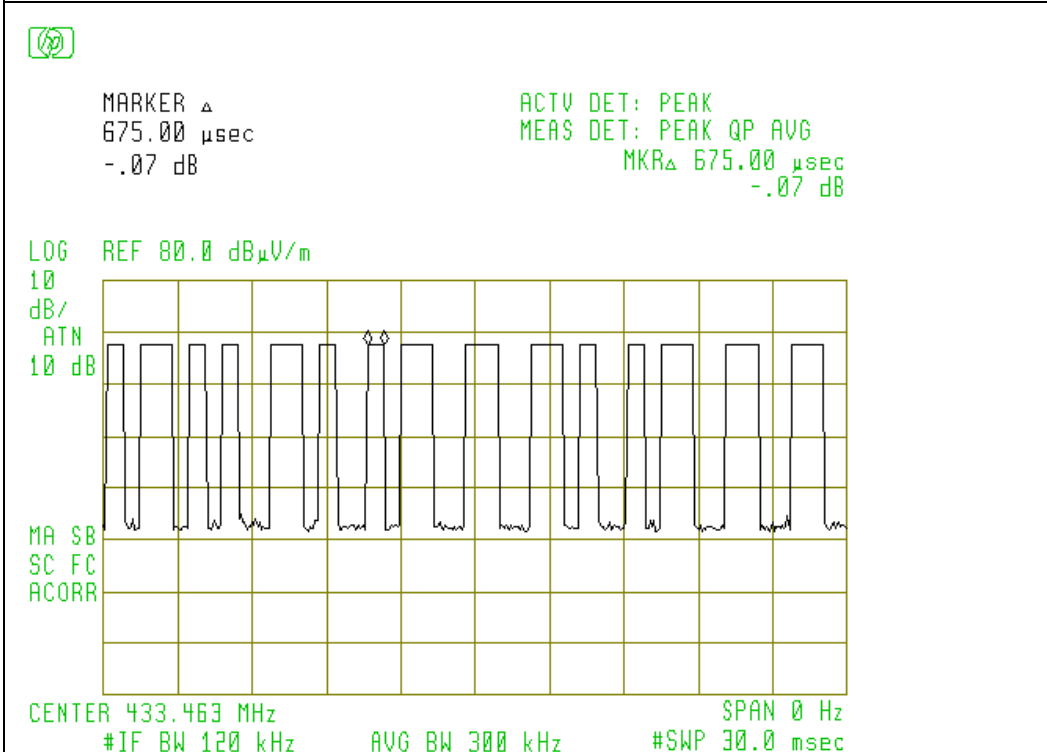 hp
MARKER Δ
675.00 µsec
-.07 dB
ACTV DET: PEAK
MEAS DET: PEAK QP AVG
MKRΔ 675.00 µsec
-.07 dB
LOG REF 80.0 dBµV/m
10
dB/
ATN
10 dB
MA SB
SC FC
ACORR
CENTER 433.463 MHz SPAN 0 Hz
#IF BW 120 kHz AVG BW 300 kHz #SWP 30.0 msec